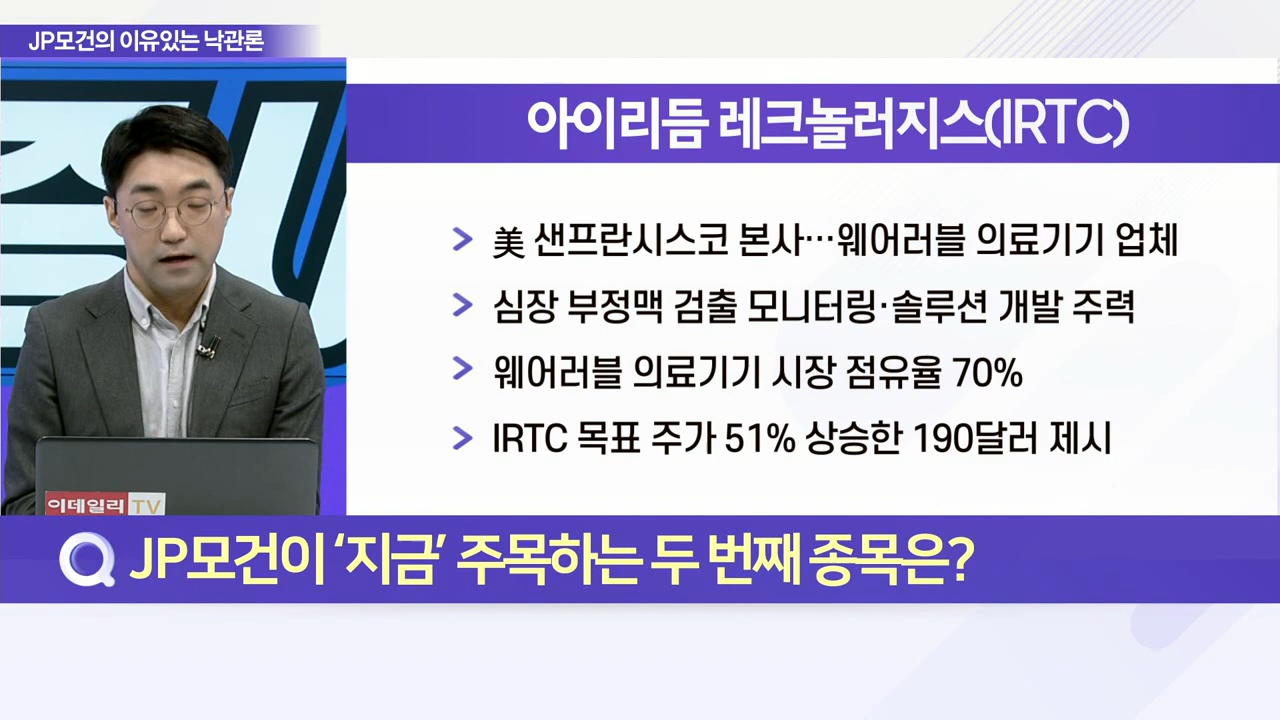 JP모건의 이유있는 낙관론
아이리듬 레크놀러지스(IRTC)
美 샌프란시스코 본사…웨어러블 의료기기 업체
심장 부정맥 검출 모니터링·솔루션 개발 주력
웨어러블 의료기기 시장 점유율 70%
IRTC 목표 주가 51% 상승한 190달러 제시
이데일리 TV
JP모건이 ‘지금’ 주목하는 두 번째 종목은?